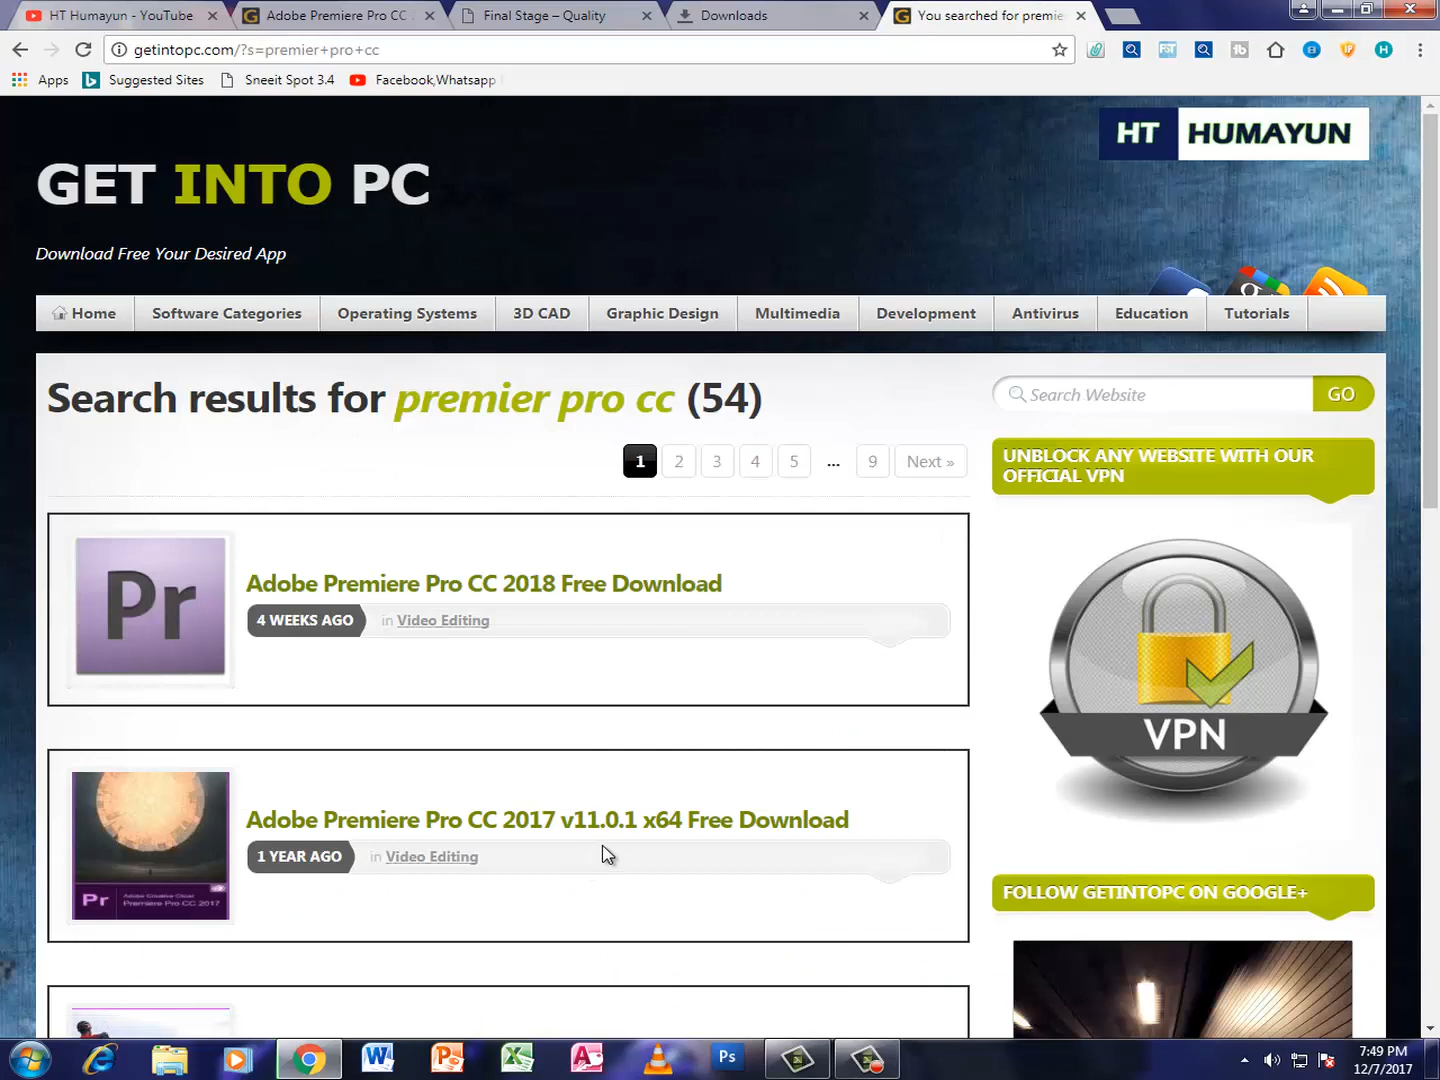 HT Humayun - YouTube
Adobe Premiere Pro CC
Final Stage – Quality
Downloads
You searched for premie
getintopc.com/?s=premier+pro+cc
Apps
Suggested Sites
Sneeit Spot 3.4
Facebook,Whatsapp
HT HUMAYUN
GET INTO PC
Download Free Your Desired App
Home
Software Categories
Operating Systems
3D CAD
Graphic Design
Multimedia
Development
Antivirus
Education
Tutorials
Search results for premier pro cc (54)
Search Website
GO
1 2 3 4 5 ... 9 Next »
UNBLOCK ANY WEBSITE WITH OUR
OFFICIAL VPN
Pr
Adobe Premiere Pro CC 2018 Free Download
4 WEEKS AGO
in Video Editing
VPN
Adobe Premiere Pro CC 2017 v11.0.1 x64 Free Download
1 YEAR AGO
in Video Editing
Pr
Premiere Pro CC 2017
FOLLOW GETINTOPC ON GOOGLE+
Ps
7:49 PM
12/7/2017